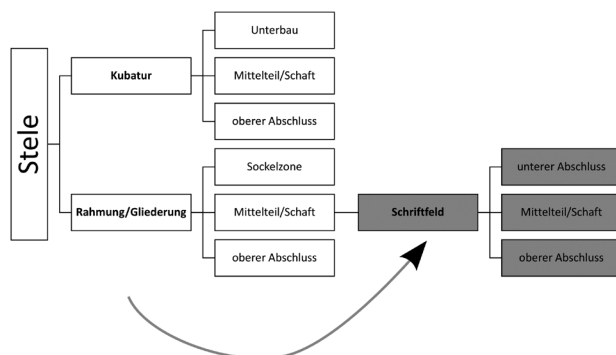 Stele
Kubatur
Unterbau
Mittelteil/Schaft
oberer Abschluss
Rahmung/Gliederung
Sockelzone
Mittelteil/Schaft
oberer Abschluss
Schriftfeld
unterer Abschluss
Mittelteil/Schaft
oberer Abschluss